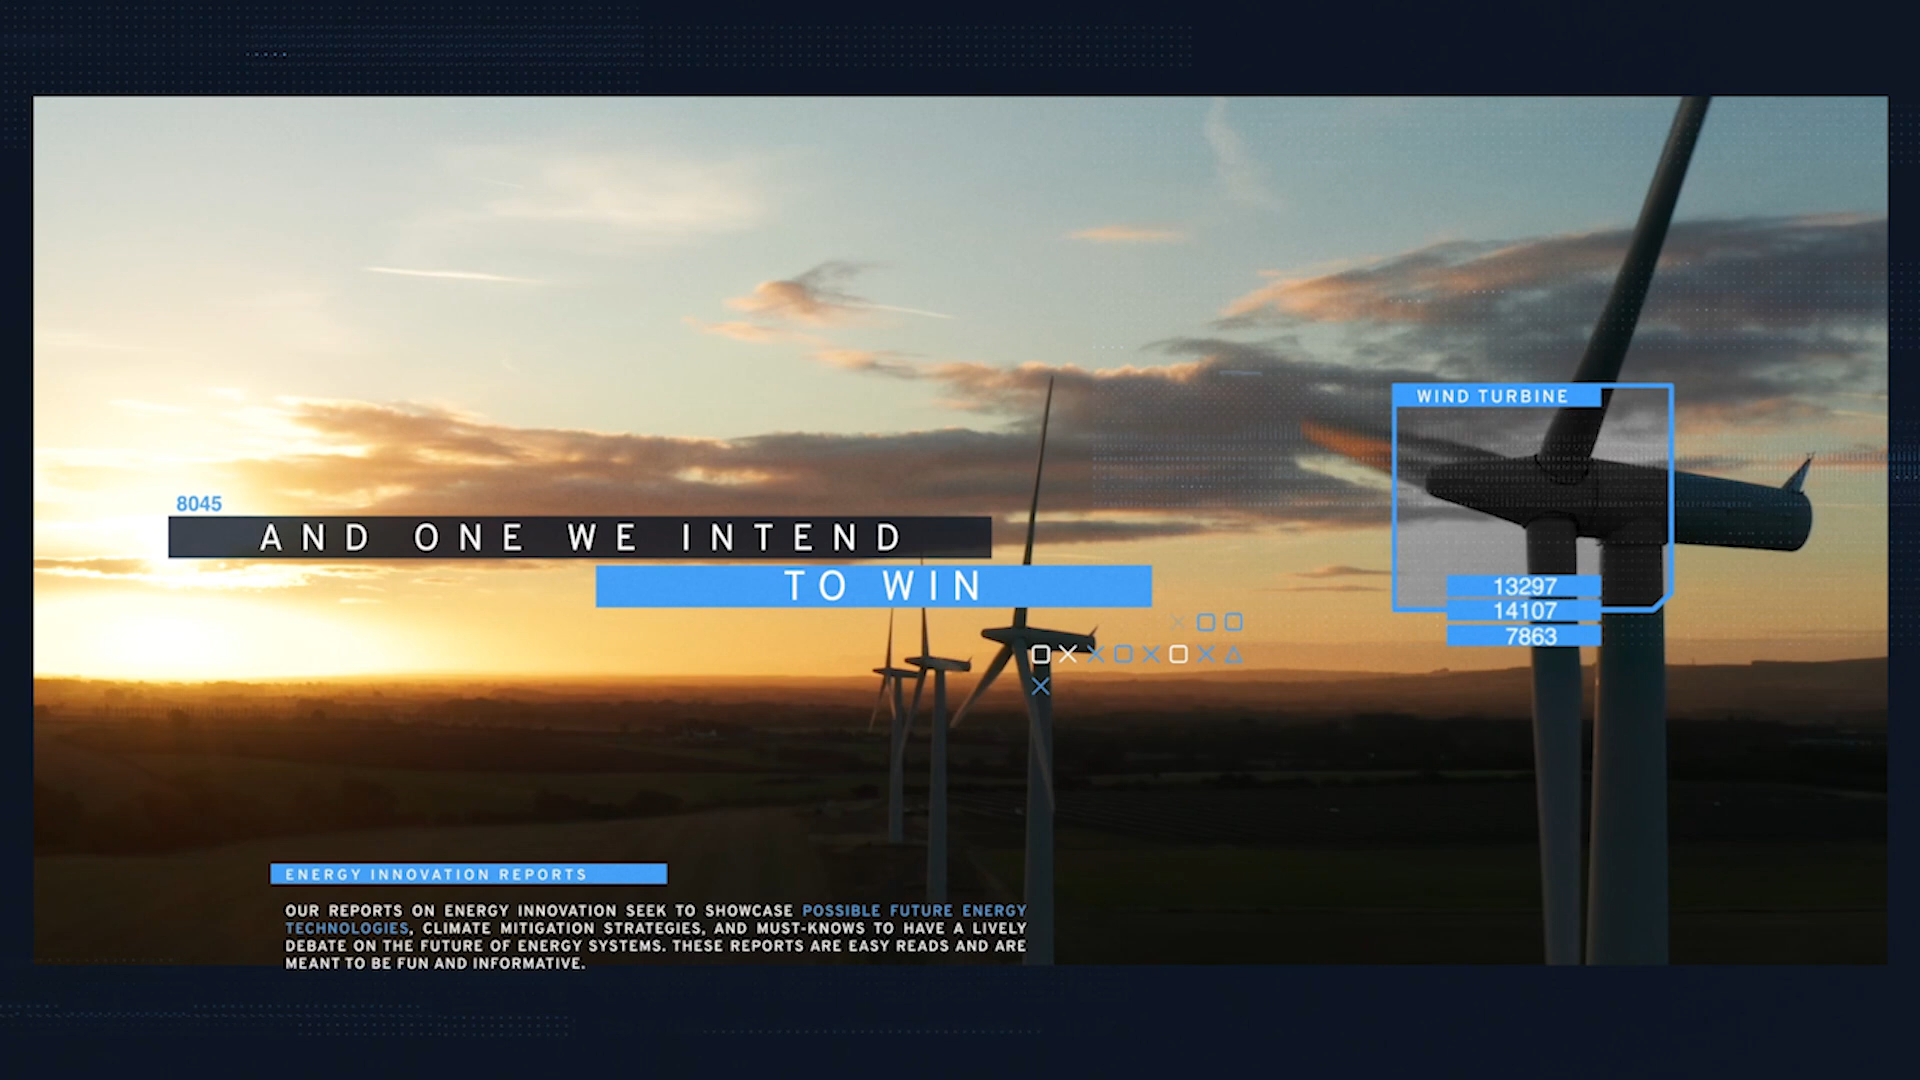 WIND TURBINE
8045
AND ONE WE INTEND
TO WIN
13297
14107
7863
ENERGY INNOVATION REPORTS
OUR REPORTS ON ENERGY INNOVATION SEEK TO SHOWCASE POSSIBLE FUTURE ENERGY
TECHNOLOGIES, CLIMATE MITIGATION STRATEGIES, AND MUST-KNOWS TO HAVE A LIVELY
DEBATE ON THE FUTURE OF ENERGY SYSTEMS. THESE REPORTS ARE EASY READS AND ARE
MEANT TO BE FUN AND INFORMATIVE.